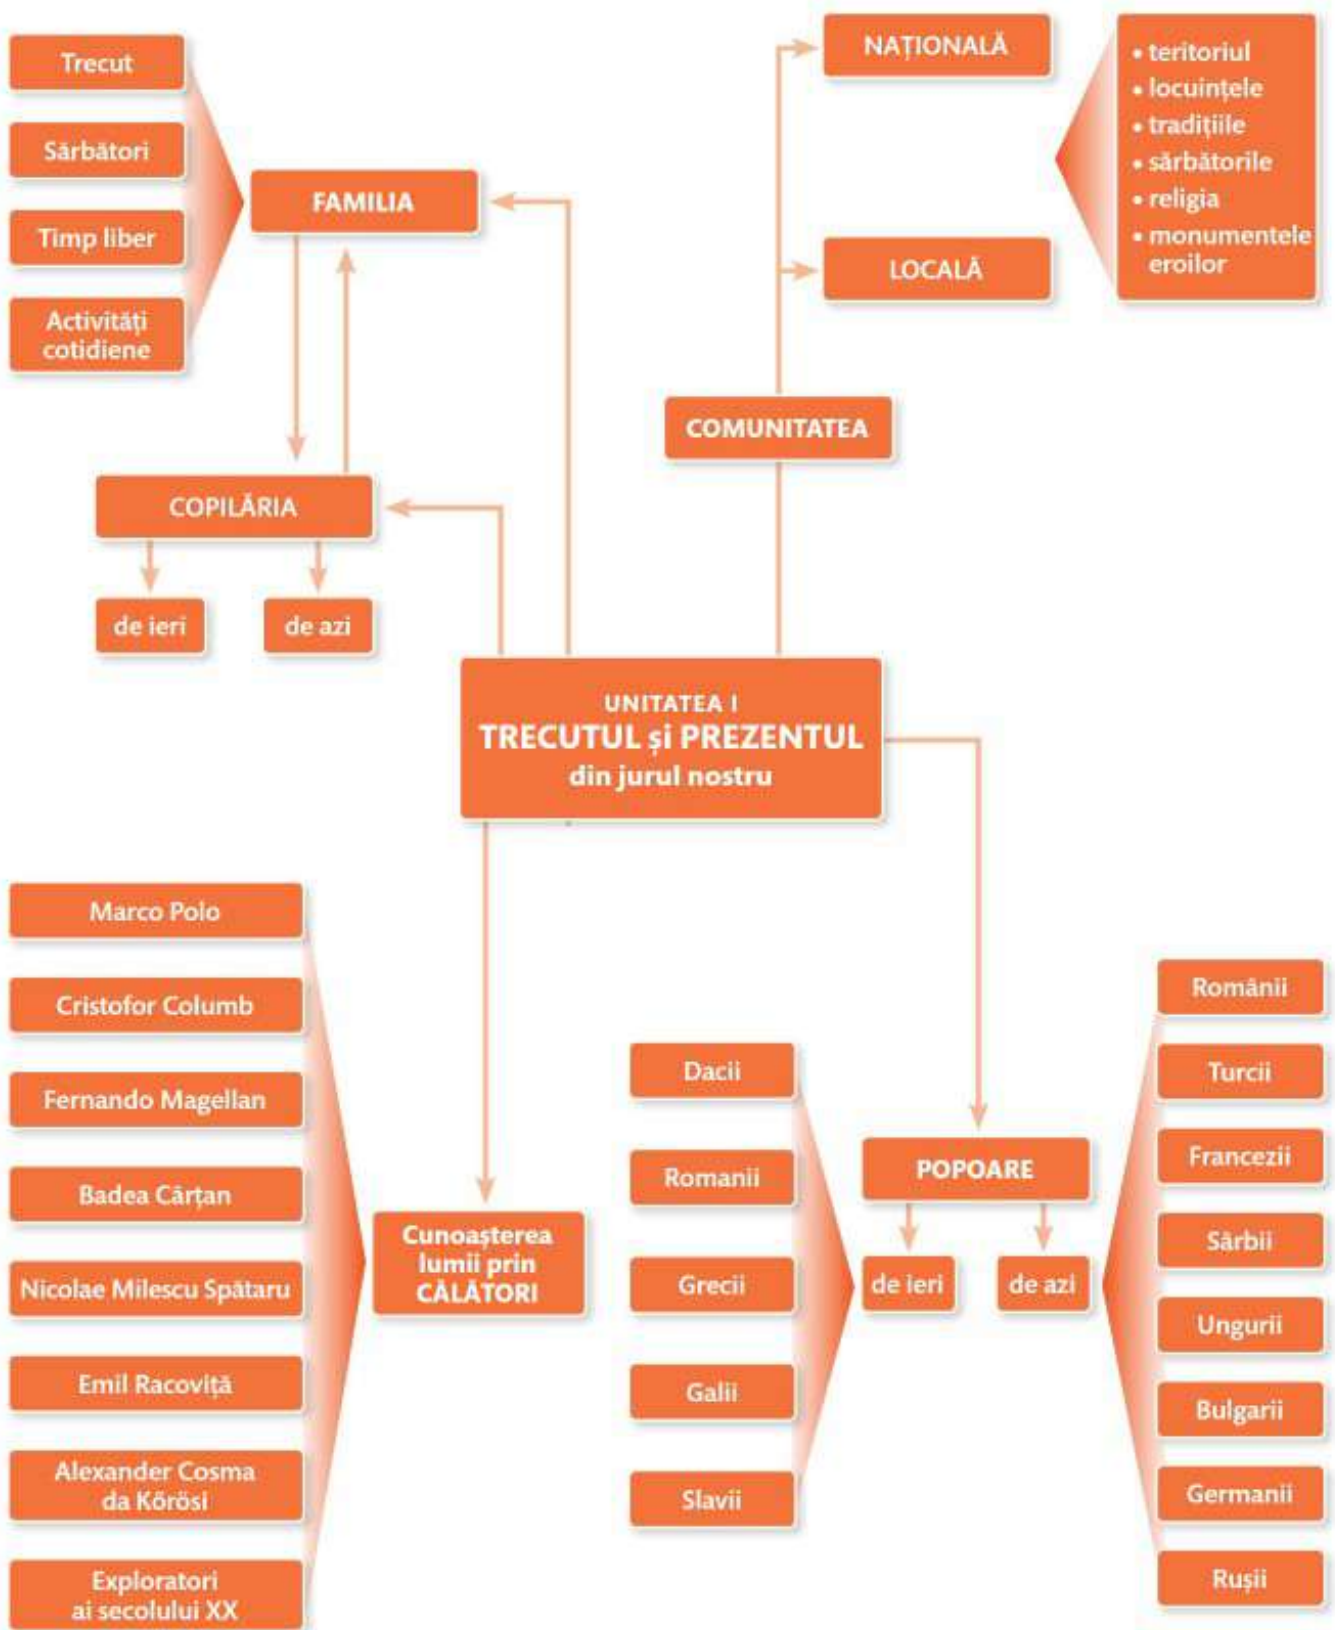 Trecut
Sărbători
Timp liber
Activități
cotidiene
FAMILIA
COPILĂRIA
de ieri
de azi
NAȚIONALĂ
LOCALĂ
• teritoriul
• locuințele
• tradițiile
• sărbătorile
• religia
• monumentele
eroilor
COMUNITATEA
UNITATEA I
TRECUTUL și PREZENTUL
din jurul nostru
Marco Polo
Cristofor Columb
Fernando Magellan
Badea Cârțan
Nicolae Milescu Spătaru
Emil Racoviță
Alexander Cosma
da Kőrösi
Exploratori
ai secolului XX
Cunoașterea
lumii prin
CĂLĂTORI
Dacii
Romanii
Grecii
Galii
Slavii
POPOARE
de ieri
de azi
Românii
Turcii
Francezii
Sârbii
Ungurii
Bulgarii
Germanii
Rușii